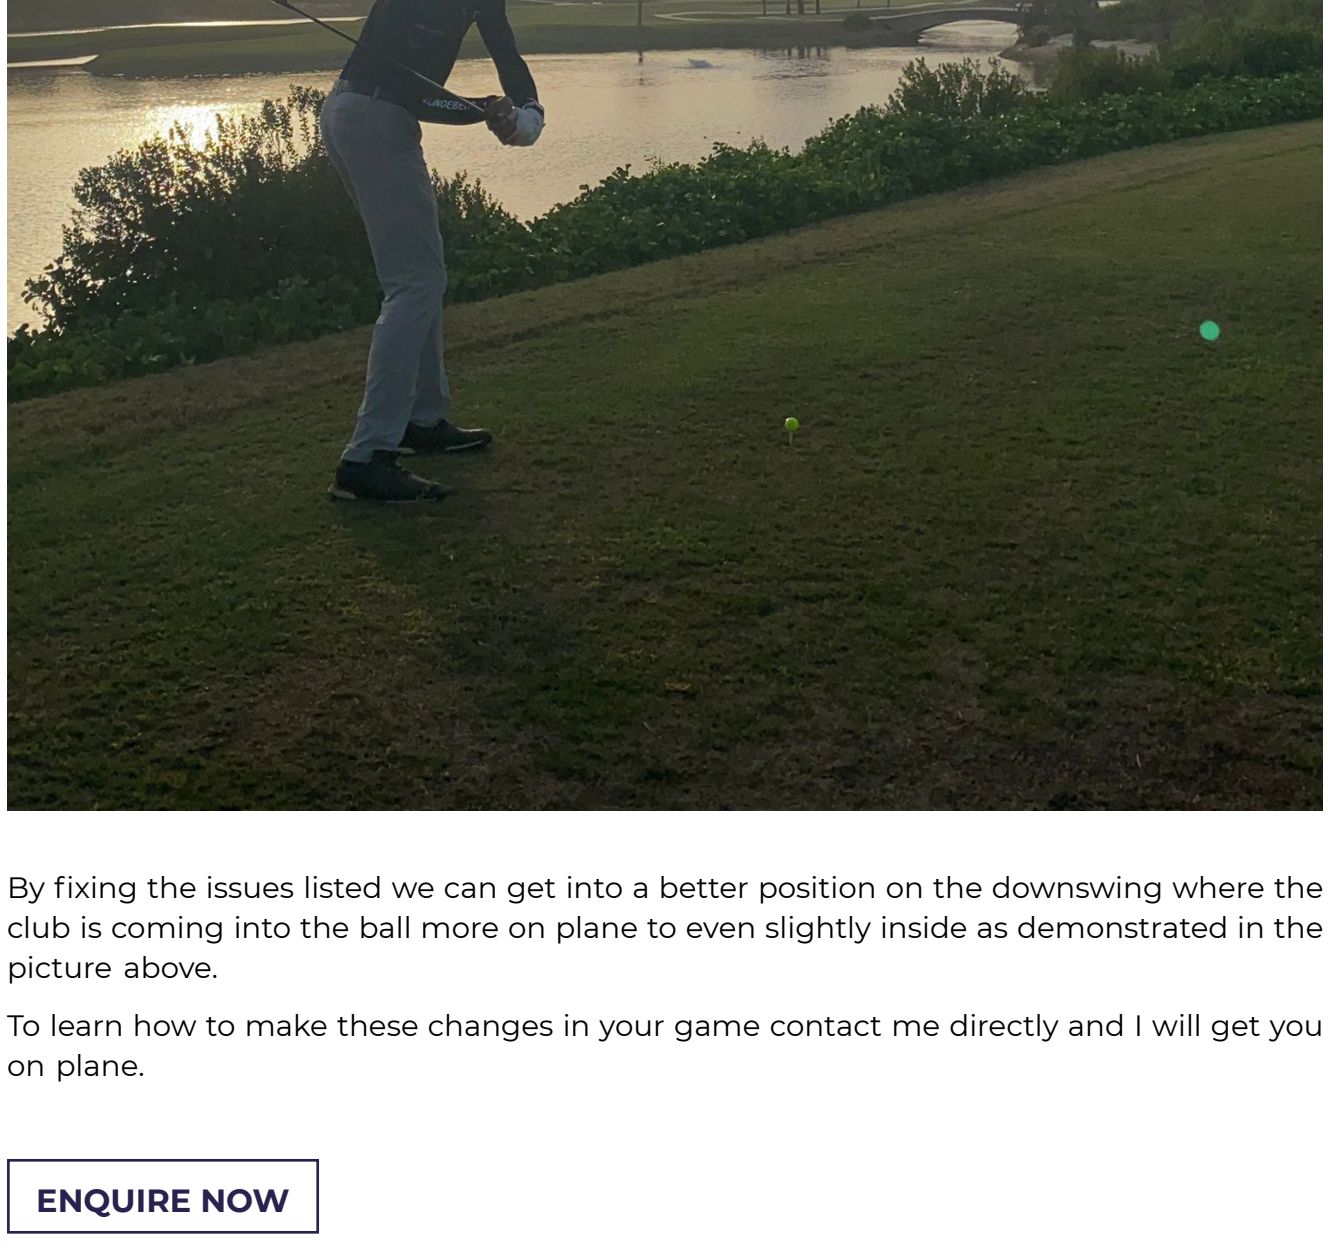 By fixing the issues listed we can get into a better position on the downswing where the
club is coming into the ball more on plane to even slightly inside as demonstrated in the
picture above.
To learn how to make these changes in your game contact me directly and I will get you
on plane.
ENQUIRE NOW